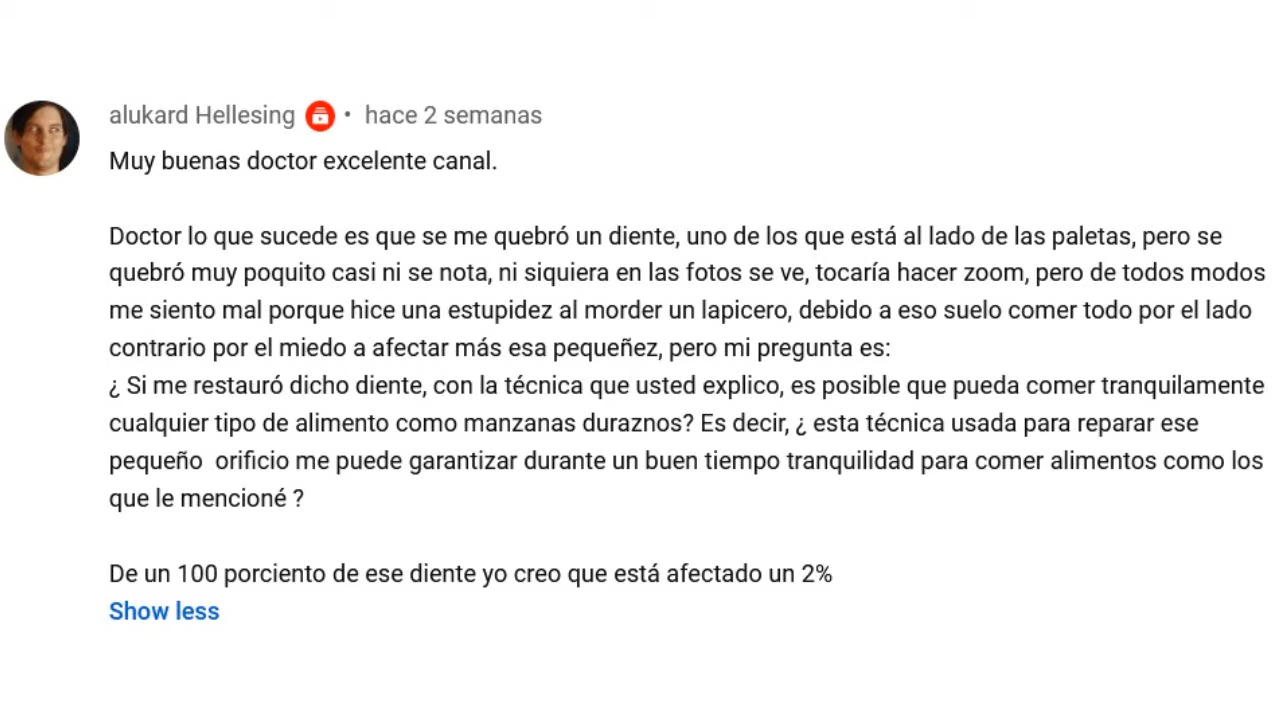 alukard Hellesing • hace 2 semanas
Muy buenas doctor excelente canal.
Doctor lo que sucede es que se me quebró un diente, uno de los que está al lado de las paletas, pero se
quebró muy poquito casi ni se nota, ni siquiera en las fotos se ve, tocaría hacer zoom, pero de todos modos
me siento mal porque hice una estupidez al morder un lapicero, debido a eso suelo comer todo por el lado
contrario por el miedo a afectar más esa pequeñez, pero mi pregunta es:
¿ Si me restauró dicho diente, con la técnica que usted explico, es posible que pueda comer tranquilamente
cualquier tipo de alimento como manzanas duraznos? Es decir, ¿ esta técnica usada para reparar ese
pequeño  orificio me puede garantizar durante un buen tiempo tranquilidad para comer alimentos como los
que le mencioné ?
De un 100 porciento de ese diente yo creo que está afectado un 2%
Show less